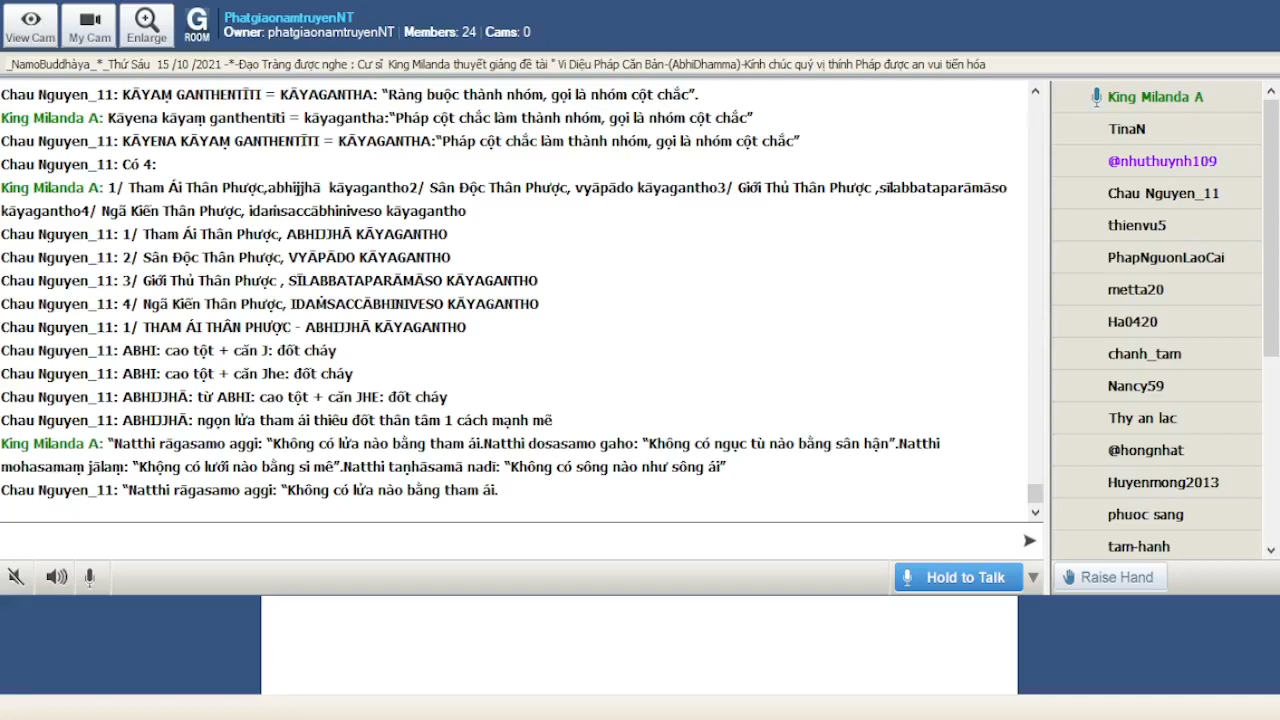 PhatgiaonamtruyenNT
Owner: phatgiaonamtruyenNT | Members: 24 | Cams: 0
View Cam
My Cam
Enlarge
G
ROOM
_NamoBuddhàya_*_Thứ Sáu 15 /10 /2021 -*-Đạo Tràng được nghe : Cư sĩ King Milanda thuyết giảng đề tài " Vi Diệu Pháp Căn Bản-(AbhiDhamma)-Kính chúc quý vị thính Pháp được an vui tiến hóa
Chau Nguyen_11: KĀYAṂ GANTHENTĪTI = KĀYAGANTHA: “Ràng buộc thành nhóm, gọi là nhóm cột chắc”.
King Milanda A: Kāyena kāyaṃ ganthentīti = kāyagantha:“Pháp cột chắc làm thành nhóm, gọi là nhóm cột chắc”
Chau Nguyen_11: KĀYENA KĀYAṂ GANTHENTĪTI = KĀYAGANTHA:“Pháp cột chắc làm thành nhóm, gọi là nhóm cột chắc”
Chau Nguyen_11: Có 4:
King Milanda A: 1/ Tham Ái Thân Phược,abhijjhā kāyagantho2/ Sân Độc Thân Phược, vyāpādo kāyagantho3/ Giới Thủ Thân Phược ,sīlabbataparāmāso
kāyagantho4/ Ngã Kiến Thân Phược, idaṁsaccābhiniveso kāyagantho
Chau Nguyen_11: 1/ Tham Ái Thân Phược, ABHIJJHĀ KĀYAGANTHO
Chau Nguyen_11: 2/ Sân Độc Thân Phược, VYĀPĀDO KĀYAGANTHO
Chau Nguyen_11: 3/ Giới Thủ Thân Phược , SĪLABBATAPARĀMĀSO KĀYAGANTHO
Chau Nguyen_11: 4/ Ngã Kiến Thân Phược, IDAṀSACCĀBHINIVESO KĀYAGANTHO
Chau Nguyen_11: 1/ THAM ÁI THÂN PHƯỢC - ABHIJJHĀ KĀYAGANTHO
Chau Nguyen_11: ABHI: cao tột + căn J: đốt cháy
Chau Nguyen_11: ABHI: cao tột + căn Jhe: đốt cháy
Chau Nguyen_11: ABHIJJHĀ: từ ABHI: cao tột + căn JHE: đốt cháy
Chau Nguyen_11: ABHIJJHĀ: ngọn lửa tham ái thiêu đốt thân tâm 1 cách mạnh mẽ
King Milanda A: “Natthi rāgasamo aggi: “Không có lửa nào bằng tham ái.Natthi dosasamo gaho: “Không có ngục tù nào bằng sân hận”.Natthi
mohasamaṃ jālaṃ: “Không có lưới nào bằng si mê”.Natthi taṇhāsamā nadī: “Không có sông nào như sông ái”
Chau Nguyen_11: “Natthi rāgasamo aggi: “Không có lửa nào bằng tham ái.
King Milanda A
TinaN
@nhuthuynh109
Chau Nguyen_11
thienvu5
PhapNguonLaoCai
metta20
Ha0420
chanh_tam
Nancy59
Thy an lac
@hongnhat
Huyenmong2013
phuoc sang
tam-hanh
Hold to Talk
Raise Hand